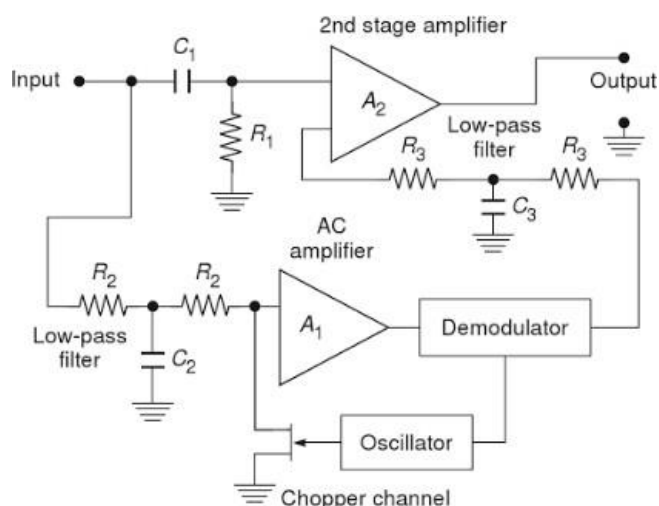 2nd stage amplifier
C1
Input
A2
Output
R1
Low-pass
filter
R3
R3
C3
AC
amplifier
R2
R2
A1
Demodulator
Low-pass
filter
C2
Oscillator
Chopper channel